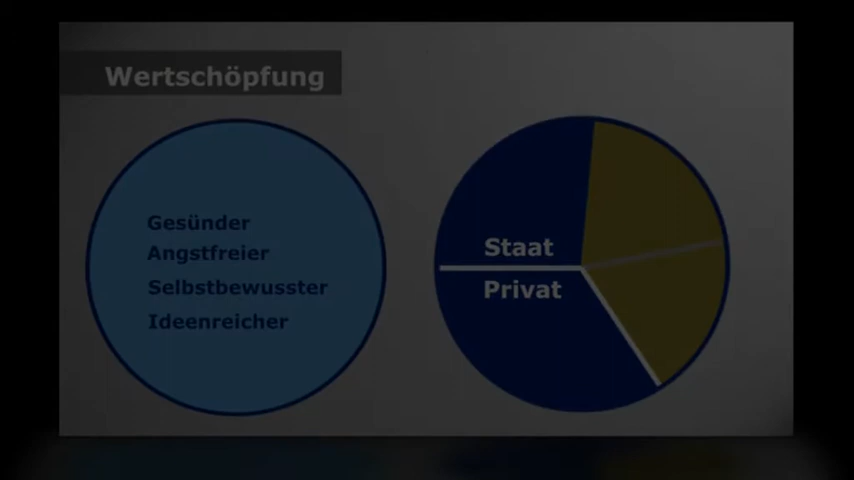 Wertschöpfung
Gesünder
Angstfreier
Selbstbewusster
Ideenreicher
Staat
Privat